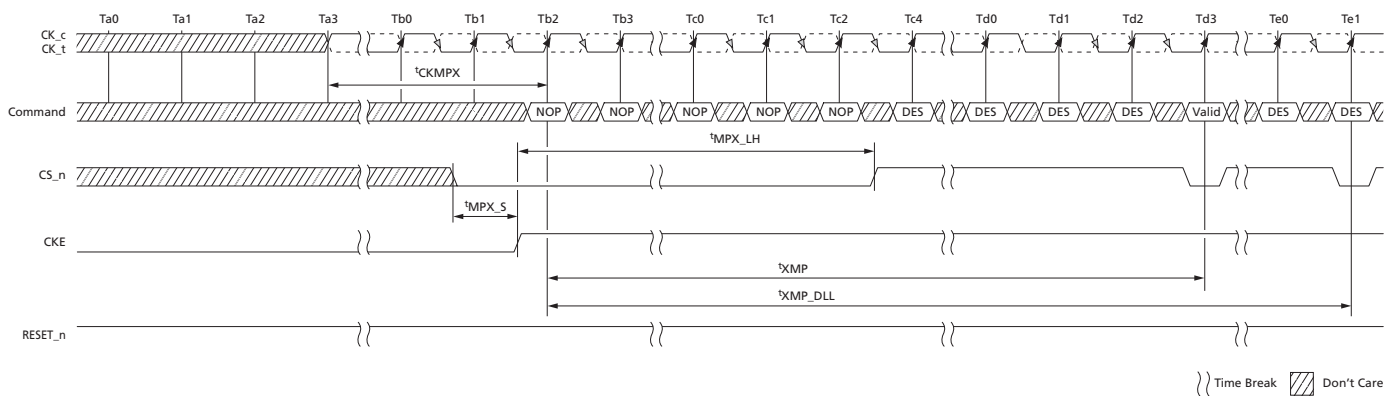 Ta0 Ta1 Ta2 Ta3 Tb0 Tb1 Tb2 Tb3 Tc0 Tc1 Tc2 Tc4 Td0 Td1 Td2 Td3 Te0 Te1
CK_c
CK_t
tCKMPX
Command NOP NOP NOP NOP NOP DES DES DES DES Valid DES DES
tMPX_LH
CS_n
tMPX_S
CKE
tXMP
tXMP_DLL
RESET_n
Time Break Don't Care